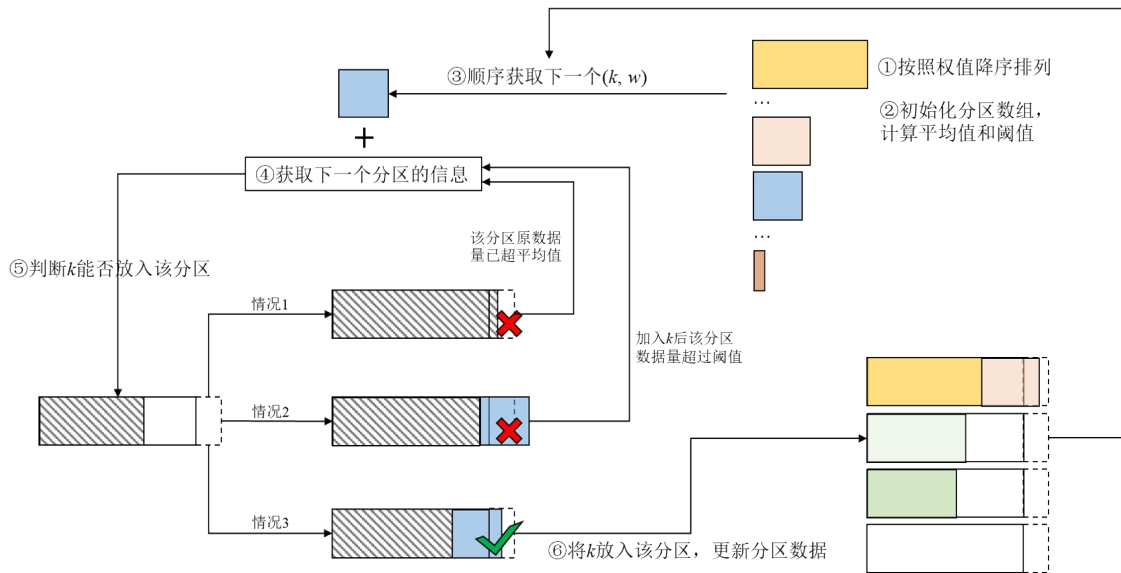 ①按照权值降序排列
…
②初始化分区数组，
计算平均值和阈值
…
③顺序获取下一个(k, w)
+
④获取下一个分区的信息
该分区原数据
量已超平均值
⑤判断k能否放入该分区
情况1
加入k后该分区
数据量超过阈值
情况2
情况3
⑥将k放入该分区，更新分区数据